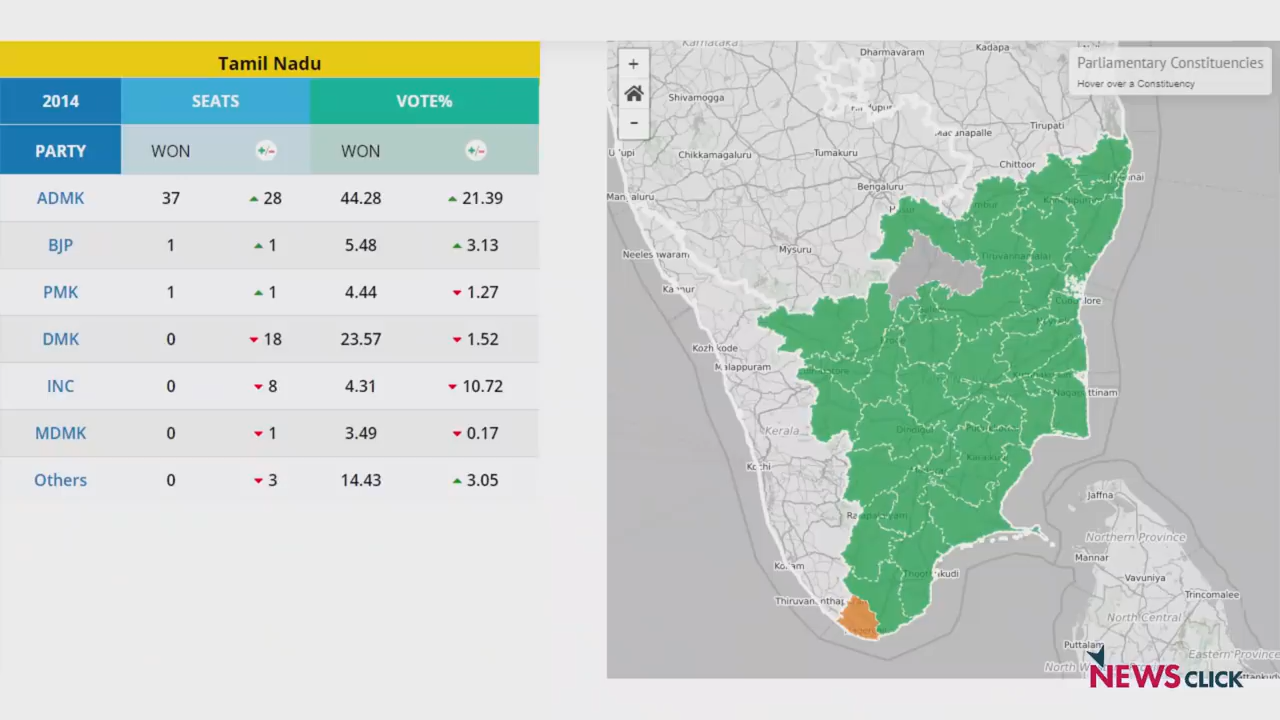 Tamil Nadu
2014 SEATS VOTE%
PARTY WON +/- WON +/-
ADMK 37 28 44.28 21.39
BJP 1 1 5.48 3.13
PMK 1 1 4.44 1.27
DMK 0 18 23.57 1.52
INC 0 8 4.31 10.72
MDMK 0 1 3.49 0.17
Others 0 3 14.43 3.05
+
-
Parliamentary Constituencies
Hover over a Constituency
Karnataka
Dharmavaram
Kadapa
Shivamogga
Tirupati
Chikkamagaluru
Tumakuru
Chittoor
Bengaluru
Mysuru
Tiruvannamalai
Kozhikode
Malappuram
Kerala
Dindigul
Kochi
Jaffna
Northern Province
Mannar
Vavuniya
Trincomalee
North Central
Puttalam
Eastern Province
NEWSCLICK